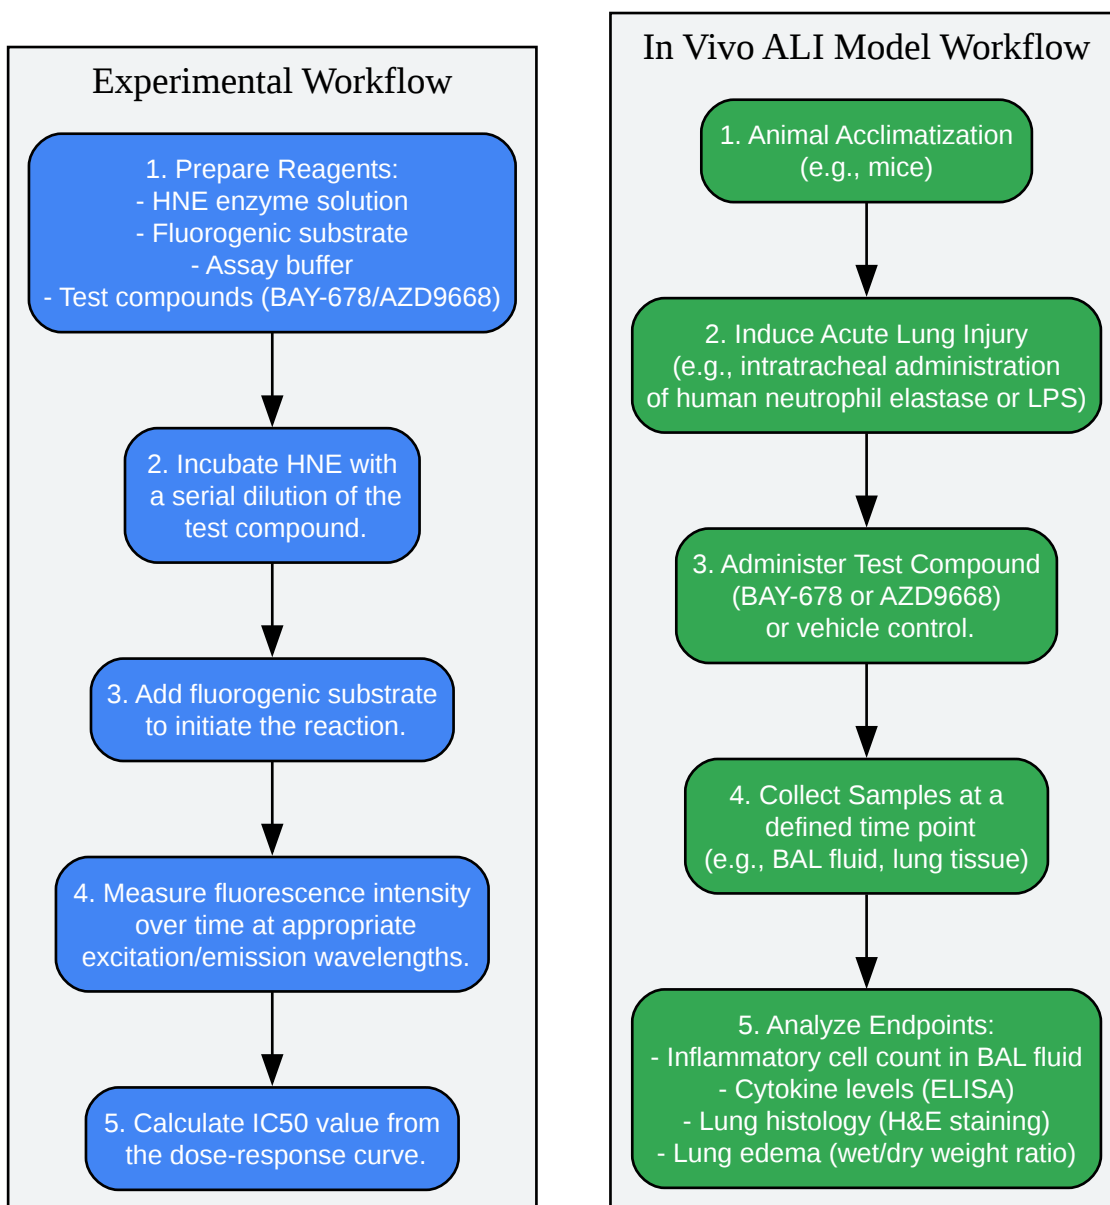 Experimental Workflow
1. Prepare Reagents:
- HNE enzyme solution
- Fluorogenic substrate
- Assay buffer
- Test compounds (BAY-678/AZD9668)
2. Incubate HNE with
a serial dilution of the
test compound.
3. Add fluorogenic substrate
to initiate the reaction.
4. Measure fluorescence intensity
over time at appropriate
excitation/emission wavelengths.
5. Calculate IC50 value from
the dose-response curve.
In Vivo ALI Model Workflow
1. Animal Acclimatization
(e.g., mice)
2. Induce Acute Lung Injury
(e.g., intratracheal administration
of human neutrophil elastase or LPS)
3. Administer Test Compound
(BAY-678 or AZD9668)
or vehicle control.
4. Collect Samples at a
defined time point
(e.g., BAL fluid, lung tissue)
5. Analyze Endpoints:
- Inflammatory cell count in BAL fluid
- Cytokine levels (ELISA)
- Lung histology (H&E staining)
- Lung edema (wet/dry weight ratio)